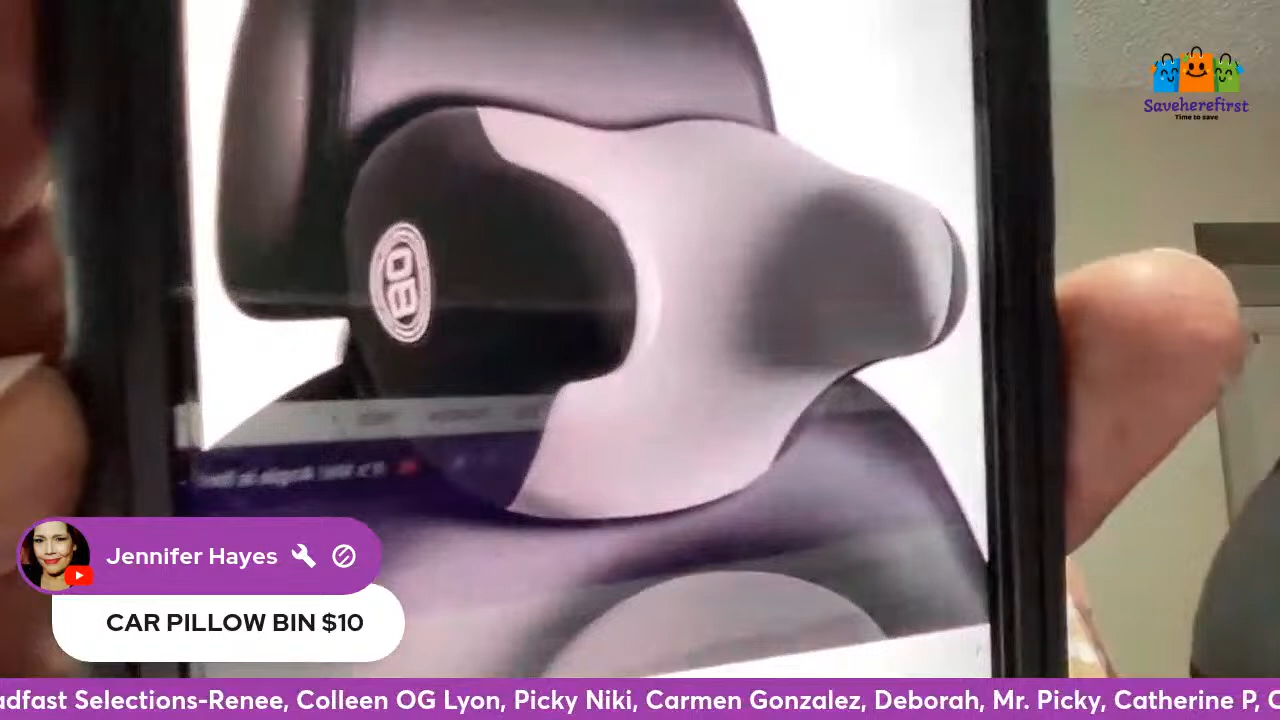 Saveherefirst
Time to save
OB
Jennifer Hayes
CAR PILLOW BIN $10
adfast Selections-Renee, Colleen OG Lyon, Picky Niki, Carmen Gonzalez, Deborah, Mr. Picky, Catherine P, C